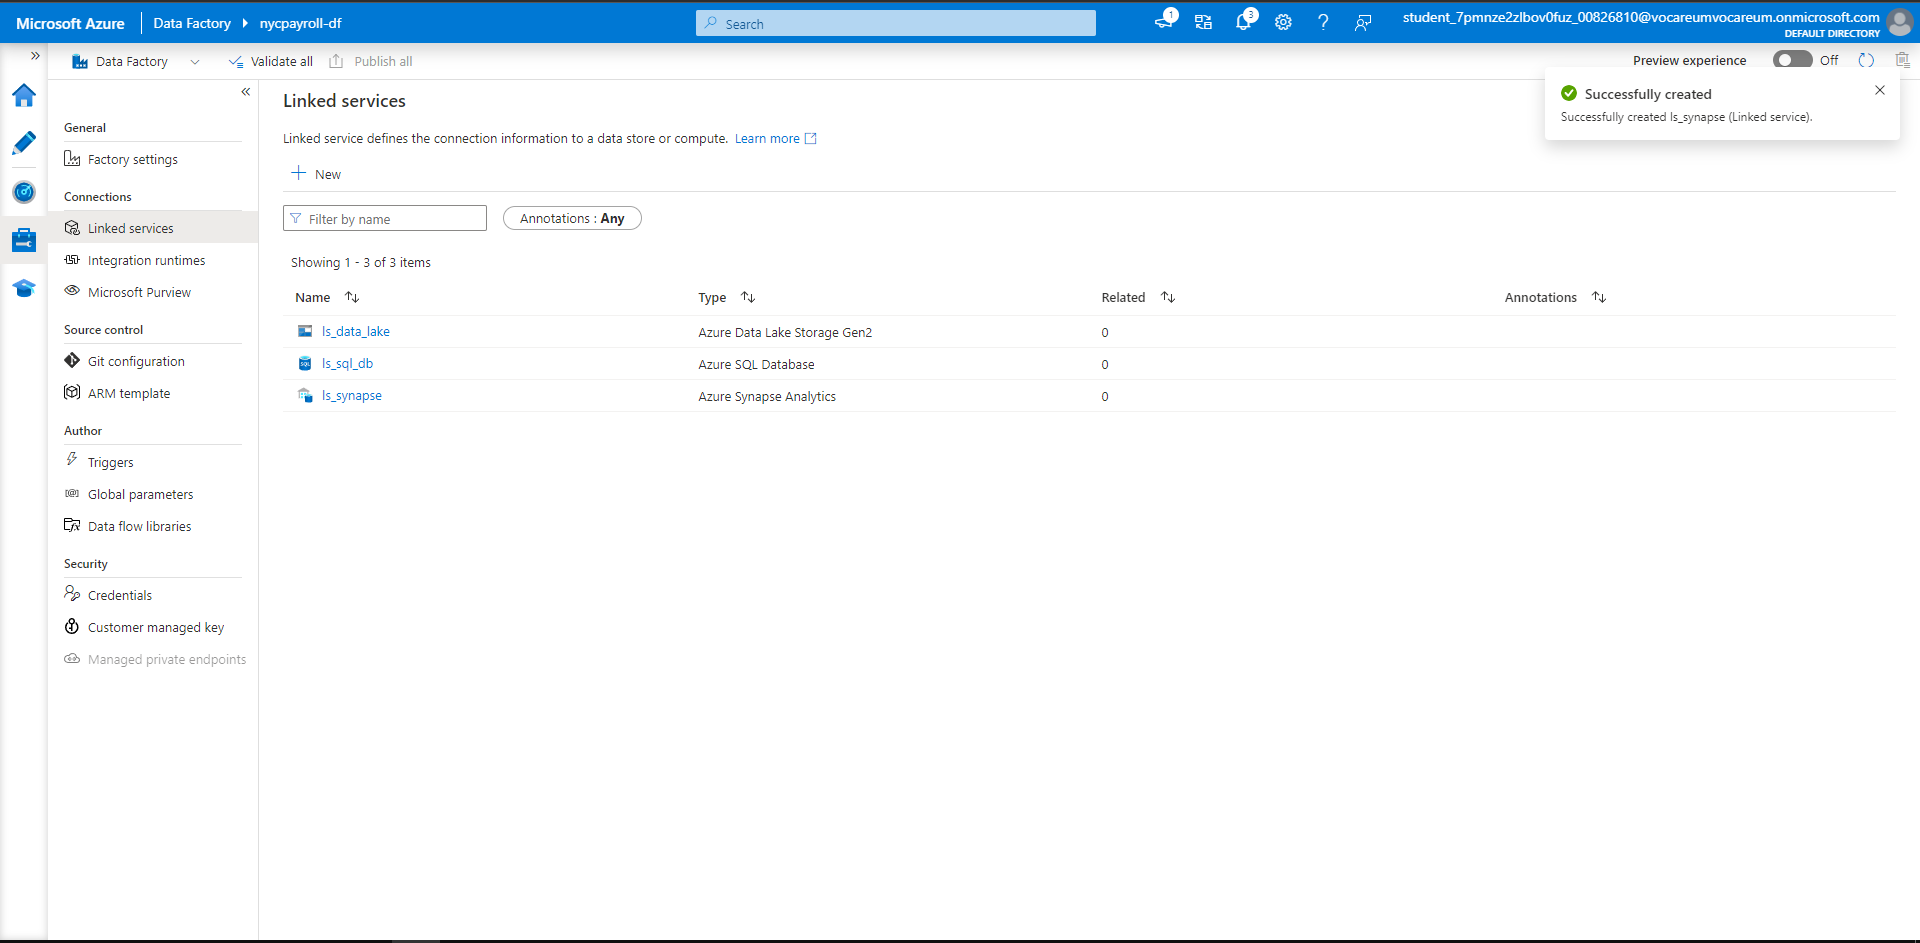 Microsoft Azure Data Factory nycpayroll-df Search 1 3 student_7pmnze2zlbov0fuz_00826810@vocareumvocareum.onmicrosoft.com
DEFAULT DIRECTORY
Data Factory Validate all Publish all Preview experience Off
Successfully created
Successfully created ls_synapse (Linked service).
General
Factory settings
Connections
Linked services
Integration runtimes
Microsoft Purview
Source control
Git configuration
ARM template
Author
Triggers
Global parameters
Data flow libraries
Security
Credentials
Customer managed key
Managed private endpoints
Linked services
Linked service defines the connection information to a data store or compute. Learn more
New
Filter by name Annotations : Any
Showing 1 - 3 of 3 items
Name Type Related Annotations
ls_data_lake Azure Data Lake Storage Gen2 0
SQL ls_sql_db Azure SQL Database 0
ls_synapse Azure Synapse Analytics 0